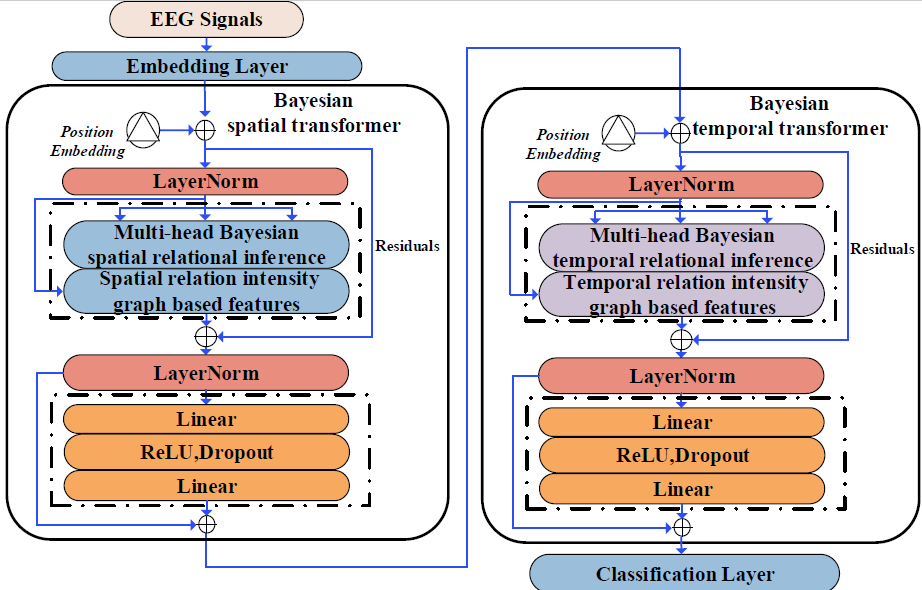 EEG Signals
Embedding Layer
Bayesian
spatial transformer
Position
Embedding
LayerNorm
Multi-head Bayesian
spatial relational inference
Spatial relation intensity
graph based features
Residuals
LayerNorm
Linear
ReLU,Dropout
Linear
Bayesian
temporal transformer
Position
Embedding
LayerNorm
Multi-head Bayesian
temporal relational inference
Temporal relation intensity
graph based features
Residuals
LayerNorm
Linear
ReLU,Dropout
Linear
Classification Layer